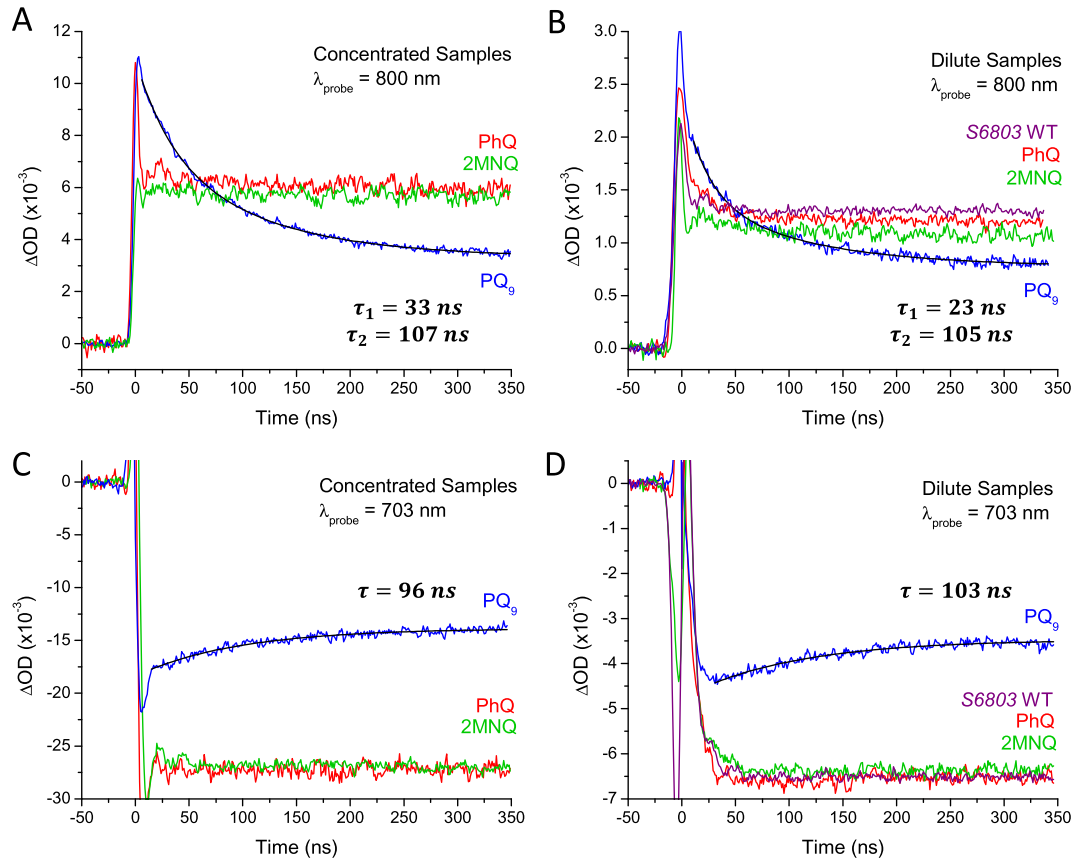 A
Concentrated Samples
λprobe = 800 nm
PhQ
2MNQ
PQ9
τ1 = 33 ns
τ2 = 107 ns
12
10
8
6
4
2
0
ΔOD (x10-3)
-50 0 50 100 150 200 250 300 350
Time (ns)
B
Dilute Samples
λprobe = 800 nm
S6803 WT
PhQ
2MNQ
PQ9
τ1 = 23 ns
τ2 = 105 ns
3.0
2.5
2.0
1.5
1.0
0.5
0.0
ΔOD (x10-3)
-50 0 50 100 150 200 250 300 350
Time (ns)
C
Concentrated Samples
λprobe = 703 nm
τ = 96 ns
PQ9
PhQ
2MNQ
0
-5
-10
-15
-20
-25
-30
ΔOD (x10-3)
-50 0 50 100 150 200 250 300 350
Time (ns)
D
Dilute Samples
λprobe = 703 nm
τ = 103 ns
PQ9
S6803 WT
PhQ
2MNQ
0
-1
-2
-3
-4
-5
-6
-7
ΔOD (x10-3)
-50 0 50 100 150 200 250 300 350
Time (ns)